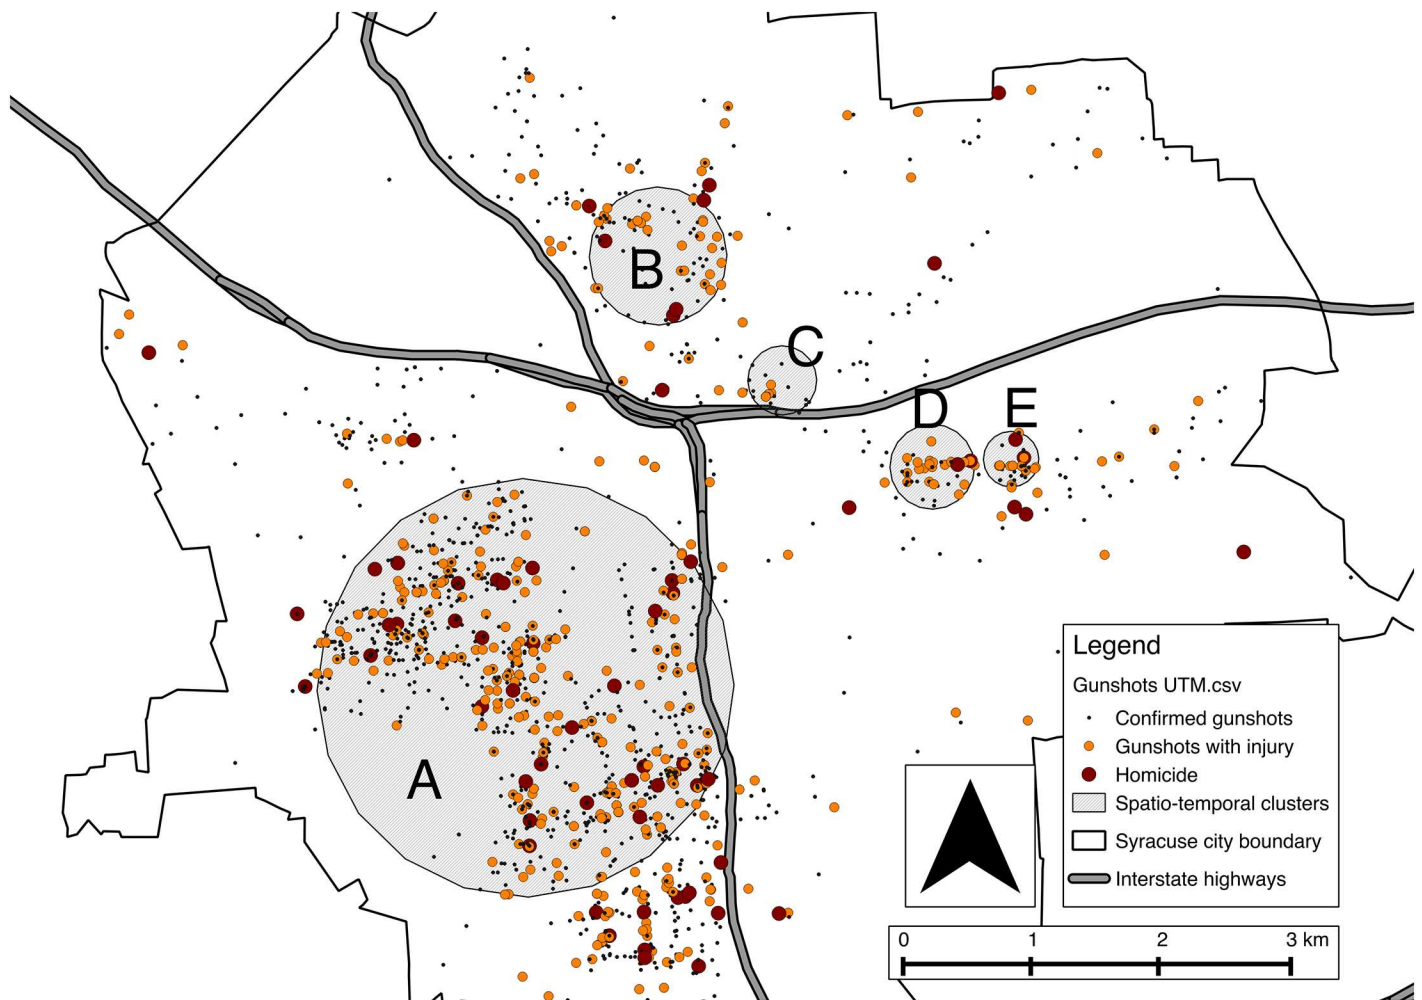 B
C
D
E
A
Legend
Gunshots UTM.csv
Confirmed gunshots
Gunshots with injury
Homicide
Spatio-temporal clusters
Syracuse city boundary
Interstate highways
0 1 2 3 km